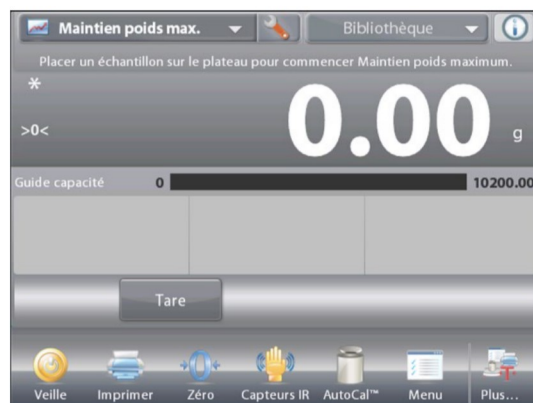 Maintien poids max. Bibliothèque
Placer un échantillon sur le plateau pour commencer Maintien poids maximum.
*
>0<
0.00 g
Guide capacité 0 10200.00
Tare
Veille Imprimer Zéro Capteurs IR AutoCal™ Menu Plus...